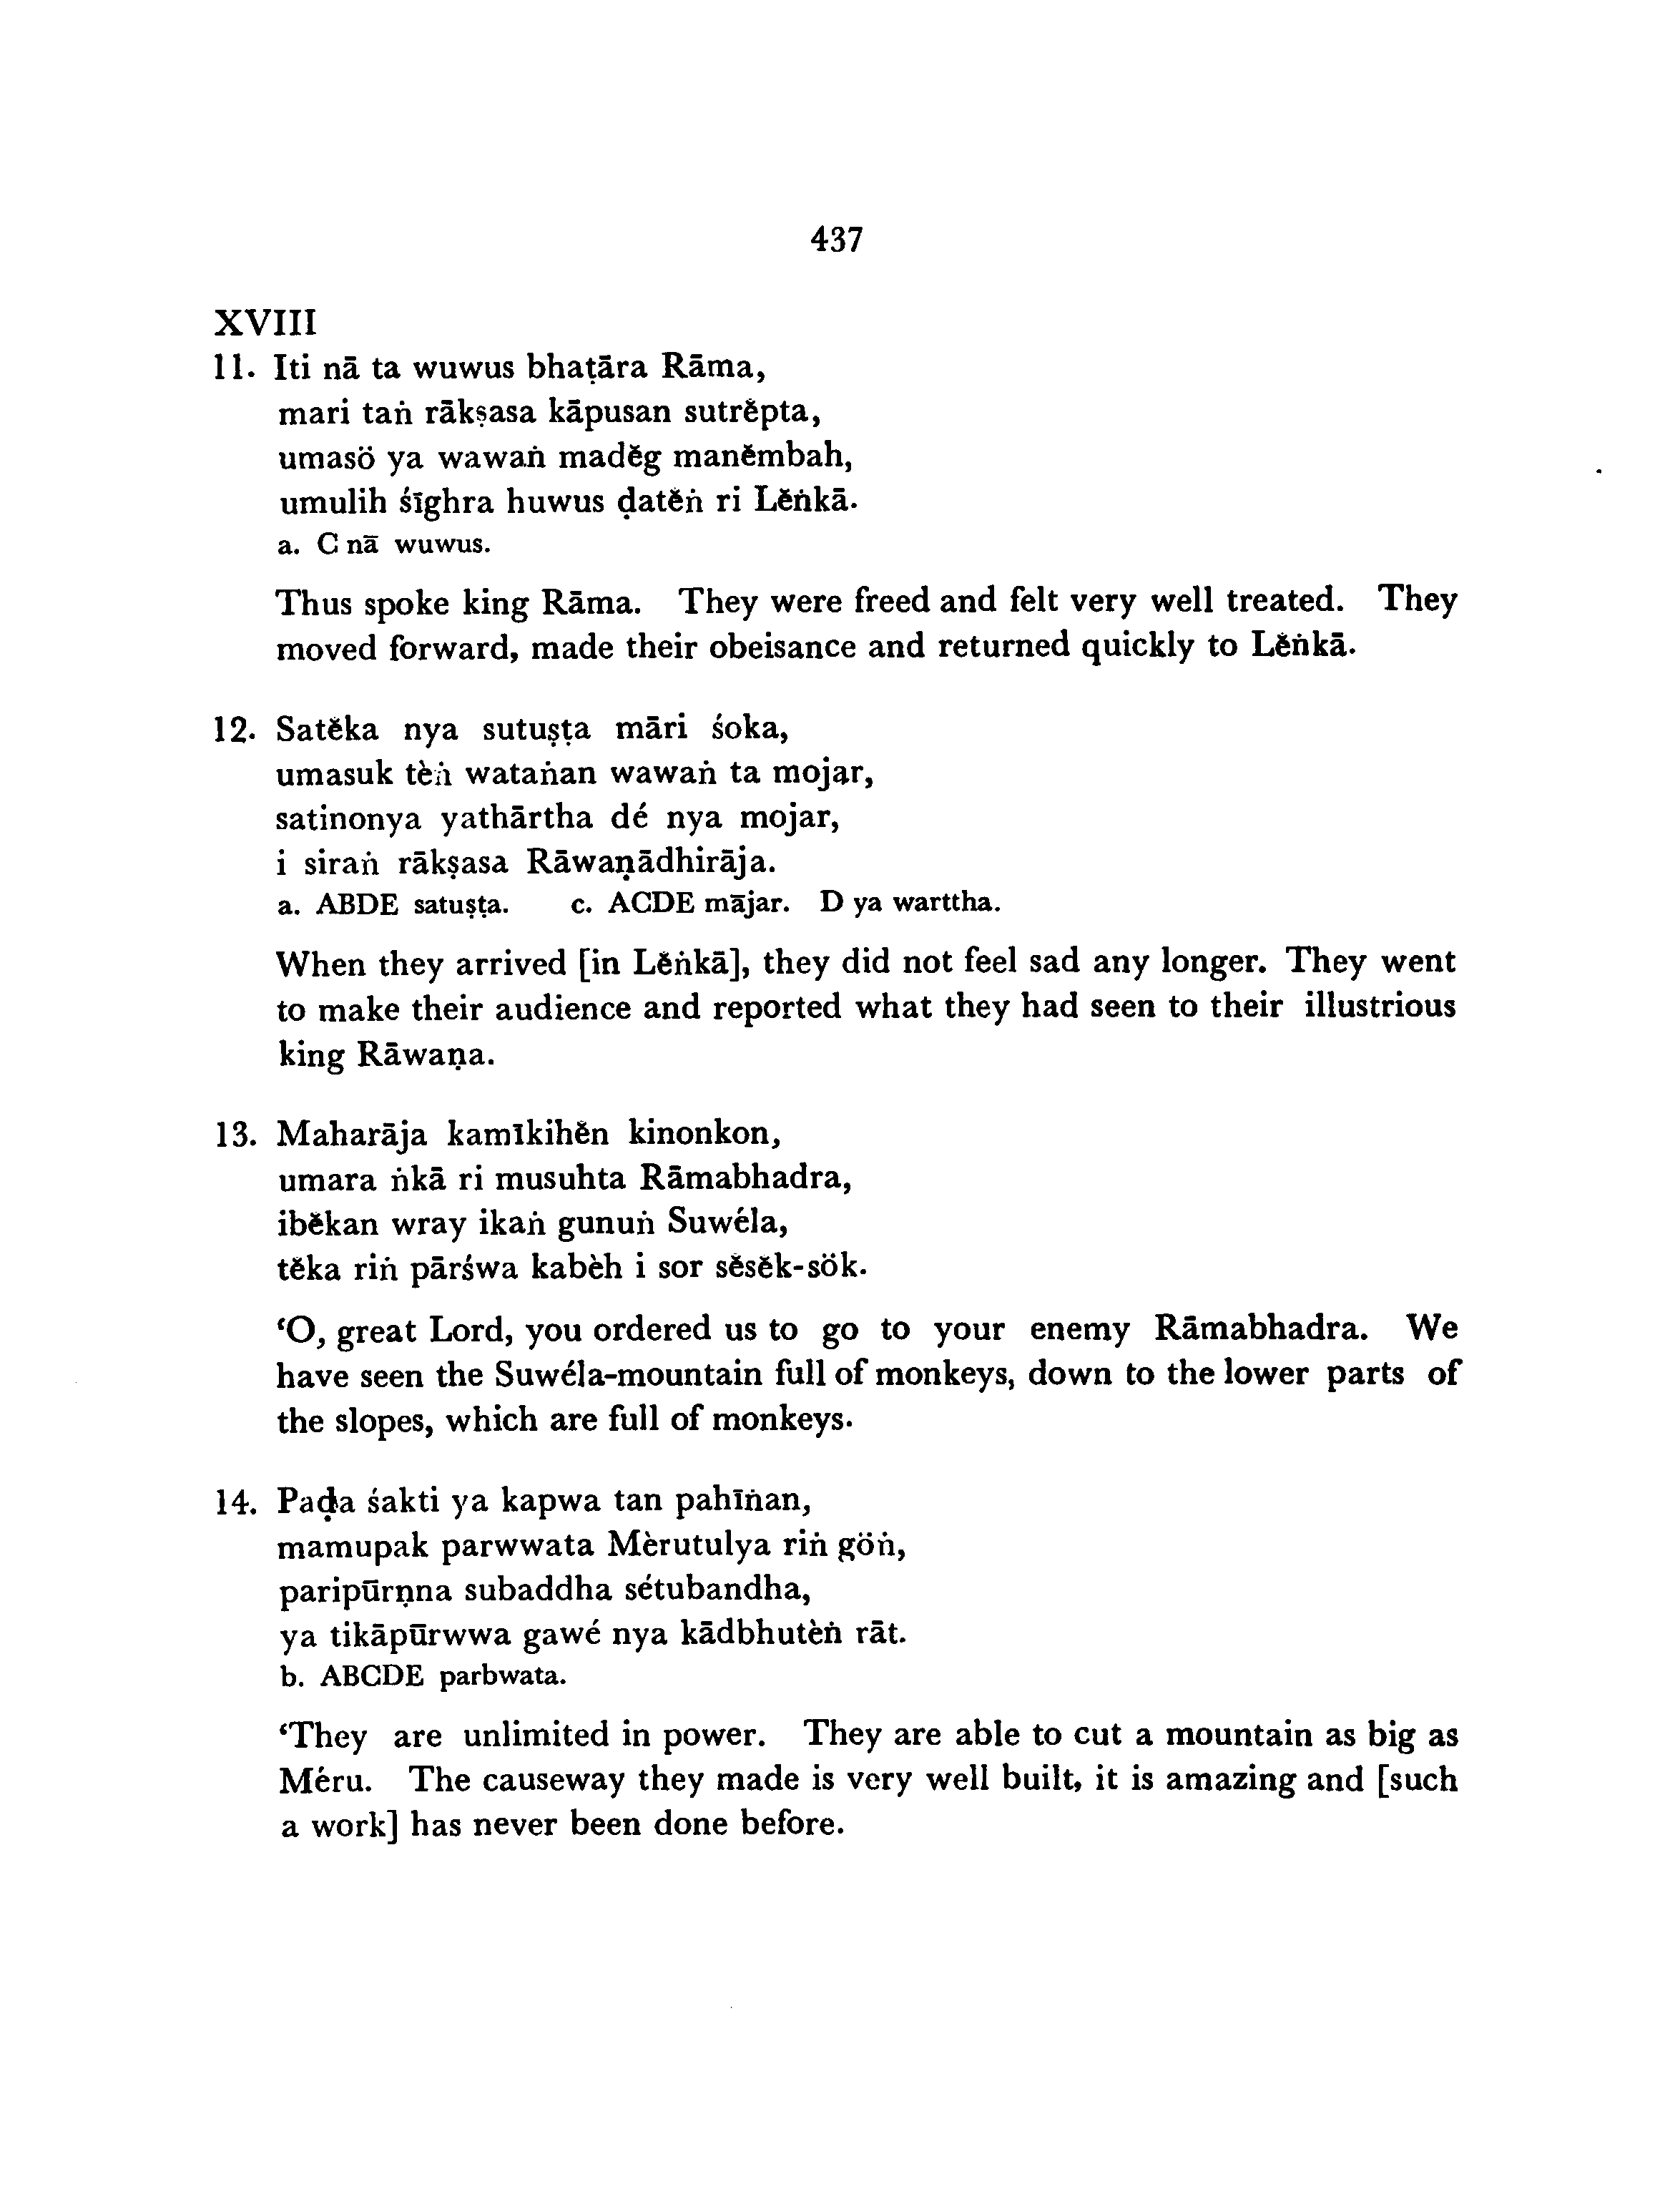 437
XVIII
11. Iti nā ta wuwus bhaṭāra Rāma,
mari taṅ rākṣasa kāpusan sutrĕpta,
umasö ya wawaṅ madĕg manĕmbah,
umulih śīghra huwus ḍatĕṅ ri Lĕṅkā.
a. C nā wuwus.
Thus spoke king Rāma. They were freed and felt very well treated. They
moved forward, made their obeisance and returned quickly to Lĕṅkā.
12. Satĕka nya sutuṣṭa māri śoka,
umasuk tèṅ wataṅan wawaṅ ta mojar,
satinonya yathārtha dé nya mojar,
i siraṅ rākṣasa Rāwaṇādhirāja.
a. ABDE satuṣṭa. c. ACDE mājar. D ya warttha.
When they arrived [in Lĕṅkā], they did not feel sad any longer. They went
to make their audience and reported what they had seen to their illustrious
king Rāwaṇa.
13. Maharāja kamīkihĕn kinonkon,
umara ṅkā ri musuhta Rāmabhadra,
ibĕkan wray ikaṅ gunuṅ Suwéla,
tĕka riṅ pārśwa kabèh i sor sĕsĕk-sök.
‘O, great Lord, you ordered us to go to your enemy Rāmabhadra. We
have seen the Suwéla-mountain full of monkeys, down to the lower parts of
the slopes, which are full of monkeys.
14. Paḍa śakti ya kapwa tan pahīṅan,
mamupak parwwata Mèrutulya riṅ göṅ,
paripūrṇna subaddha sétubandha,
ya tikāpūrwwa gawé nya kādbhutèṅ rāt.
b. ABCDE parbwata.
‘They are unlimited in power. They are able to cut a mountain as big as
Méru. The causeway they made is very well built, it is amazing and [such
a work] has never been done before.